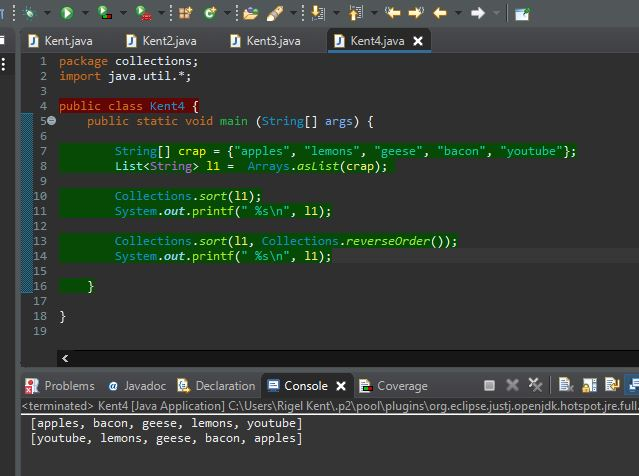 Kent.java Kent2.java Kent3.java Kent4.java
1 package collections;
2 import java.util.*;
3
4 public class Kent4 {
5 public static void main (String[] args) {
6
7 String[] crap = {"apples", "lemons", "geese", "bacon", "youtube"};
8 List<String> l1 = Arrays.asList(crap);
9
10 Collections.sort(l1);
11 System.out.printf(" %s\n", l1);
12
13 Collections.sort(l1, Collections.reverseOrder());
14 System.out.printf(" %s\n", l1);
15
16 }
17
18 }
19
Problems Javadoc Declaration Console Coverage
<terminated> Kent4 [Java Application] C:\Users\Rigel Kent\.p2\pool\plugins\org.eclipse.justj.openjdk.hotspot.jre.full.
[apples, bacon, geese, lemons, youtube]
[youtube, lemons, geese, bacon, apples]